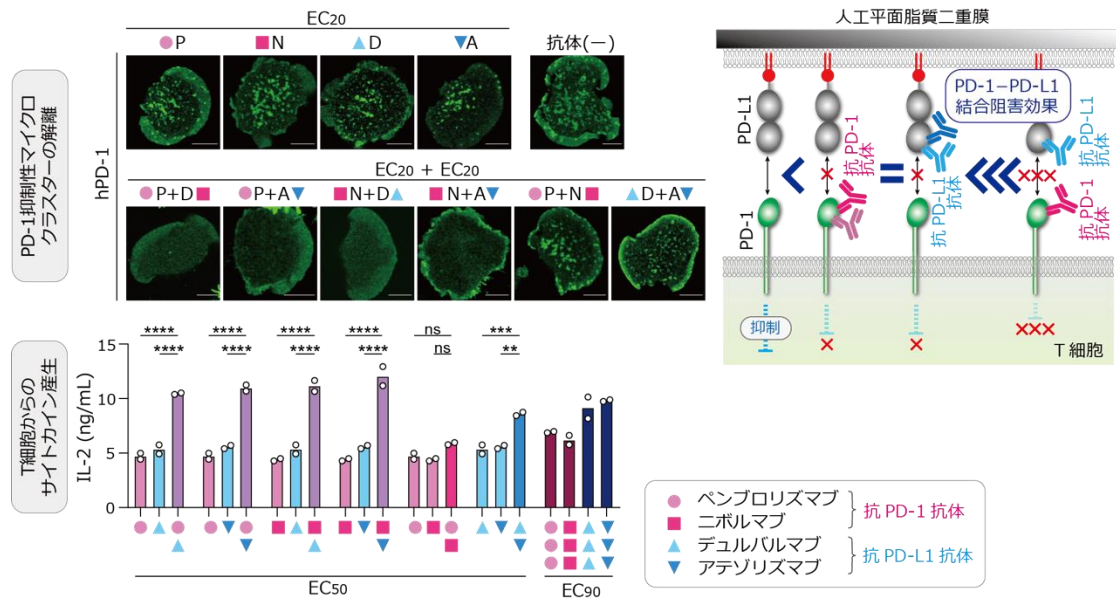 EC20
P
N
D
A
抗体(ー)
PD-1抑制性マイクロ
クラスターの解離
hPD-1
EC20 + EC20
P+D
P+A
N+D
N+A
P+N
D+A
T細胞からの
サイトカイン産生
IL-2 (ng/mL)
15
10
5
0
**** **** **** **** ns ***
**** **** **** **** ns **
EC50
EC90
人工平面脂質二重膜
PD-1−PD-L1
結合阻害効果
PD-L1
PD-1
抗 PD-1
抗体
抗 PD-L1
抗体
抗 PD-L1
抗体
抗 PD-1
抗体
抑制
T 細胞
ペンブロリズマブ
ニボルマブ
抗 PD-1 抗体
デュルバルマブ
アテゾリズマブ
抗 PD-L1 抗体